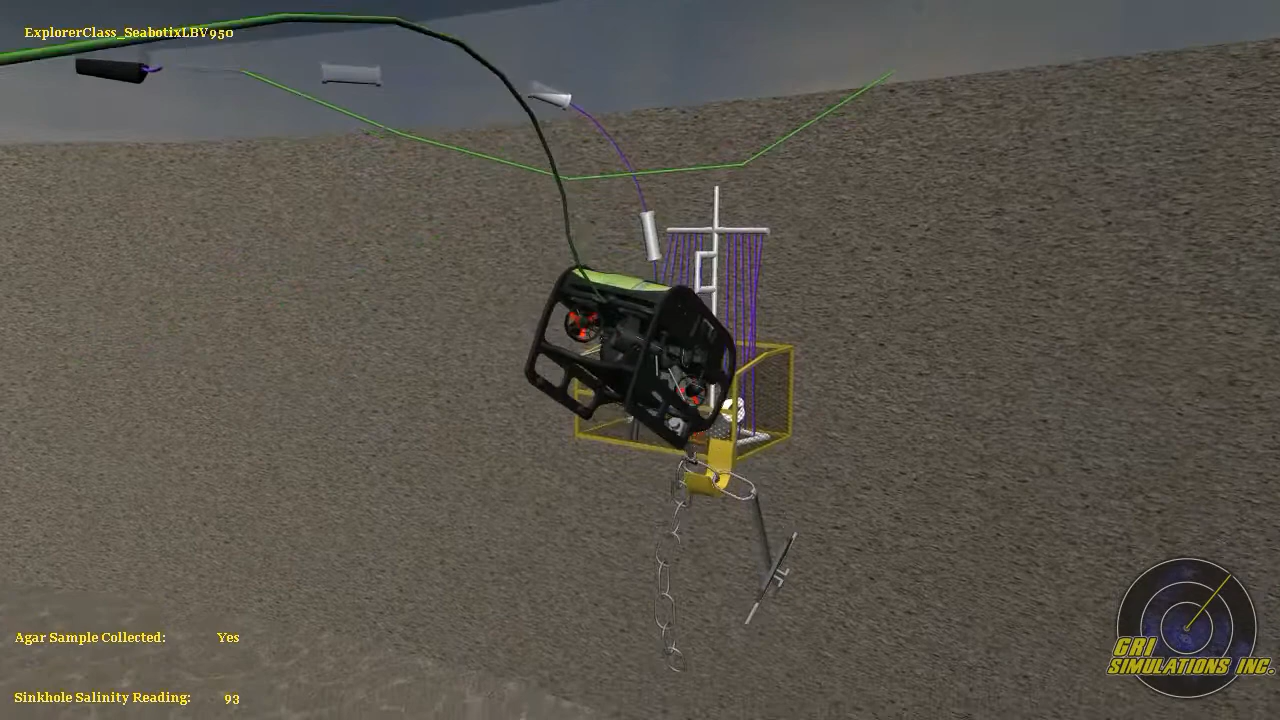 ExplorerClass_SeabotixLBV950
Agar Sample Collected: Yes
Sinkhole Salinity Reading: 93
GRI
SIMULATIONS INC.